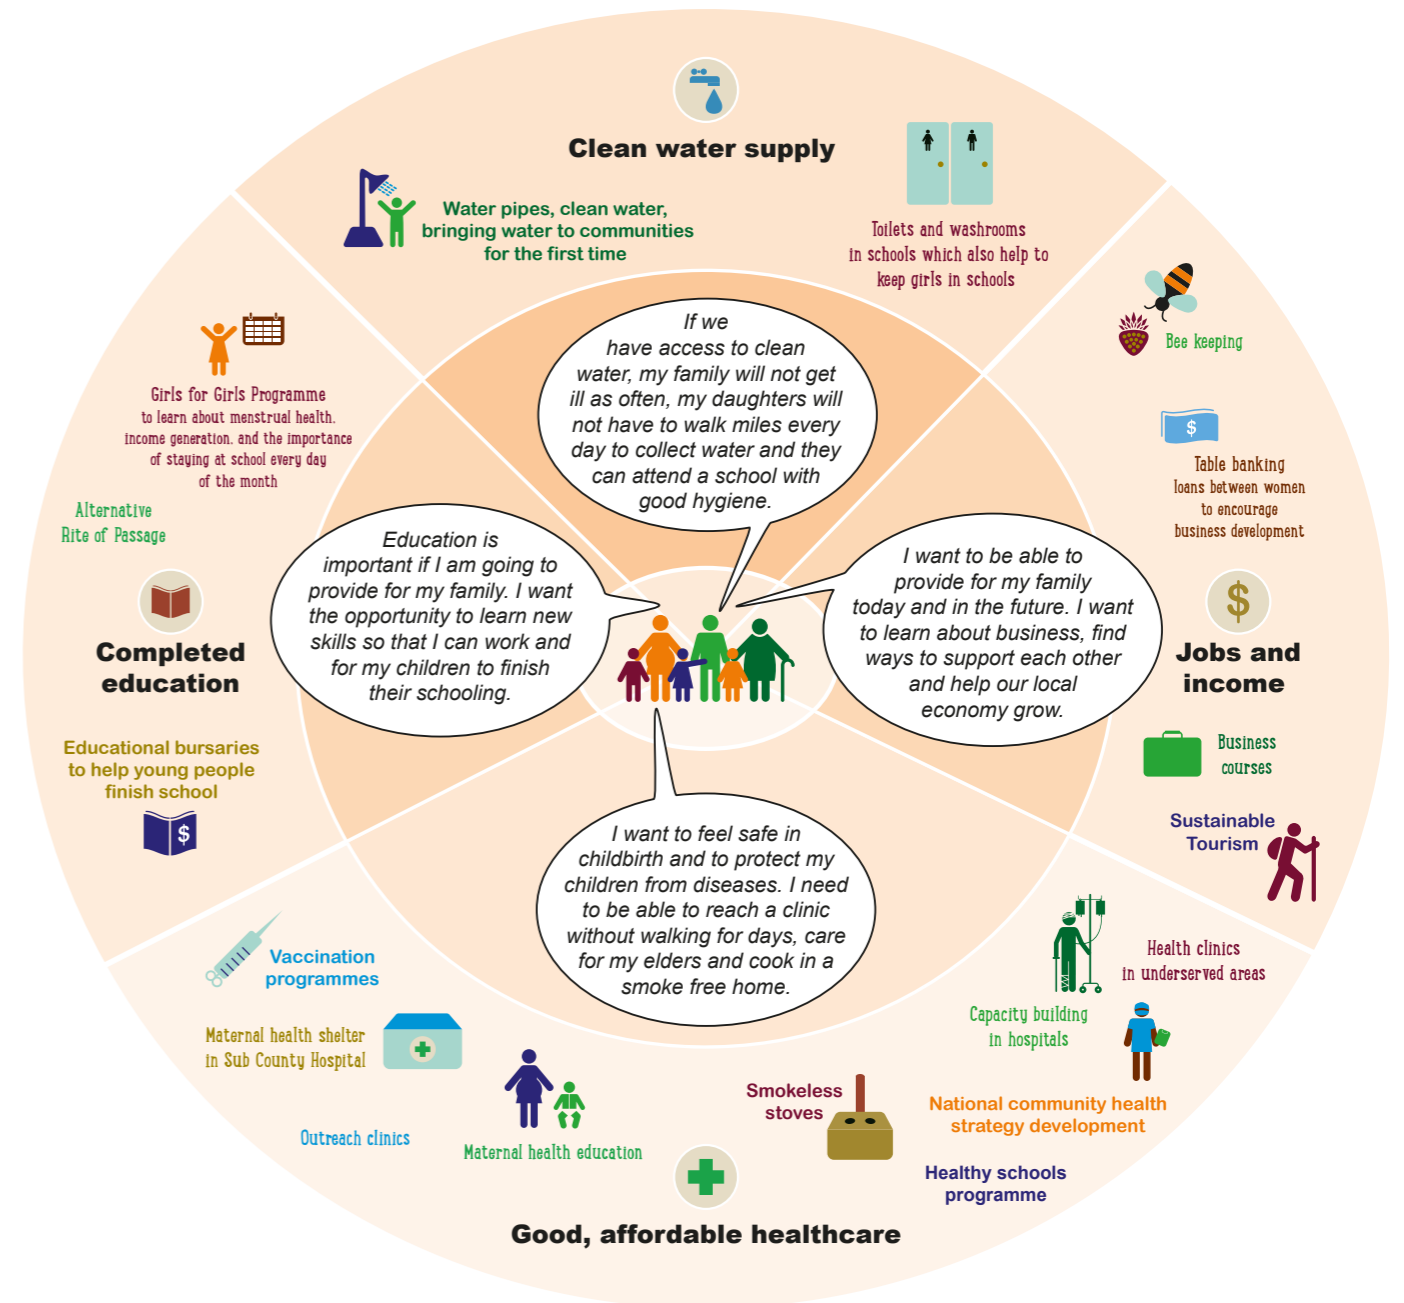 Clean water supply
Water pipes, clean water,
bringing water to communities
for the first time
Toilets and washrooms
in schools which also help to
keep girls in schools
If we
have access to clean
water, my family will not get
ill as often, my daughters will
not have to walk miles every
day to collect water and they
can attend a school with
good hygiene.
Bee keeping
$
Table banking
loans between women
to encourage
business development
$
Jobs and
income
Business
courses
Sustainable
Tourism
I want to be able to
provide for my family
today and in the future. I want
to learn about business, find
ways to support each other
and help our local
economy grow.
Girls for Girls Programme
to learn about menstrual health,
income generation, and the importance
of staying at school every day
of the month
Alternative
Rite of Passage
Completed
education
Educational bursaries
to help young people
finish school
$
Education is
important if I am going to
provide for my family. I want
the opportunity to learn new
skills so that I can work and
for my children to finish
their schooling.
I want to feel safe in
childbirth and to protect my
children from diseases. I need
to be able to reach a clinic
without walking for days, care
for my elders and cook in a
smoke free home.
Vaccination
programmes
Maternal health shelter
in Sub County Hospital
Outreach clinics
Maternal health education
Smokeless
stoves
Health clinics
in underserved areas
Capacity building
in hospitals
National community health
strategy development
Healthy schools
programme
Good, affordable healthcare